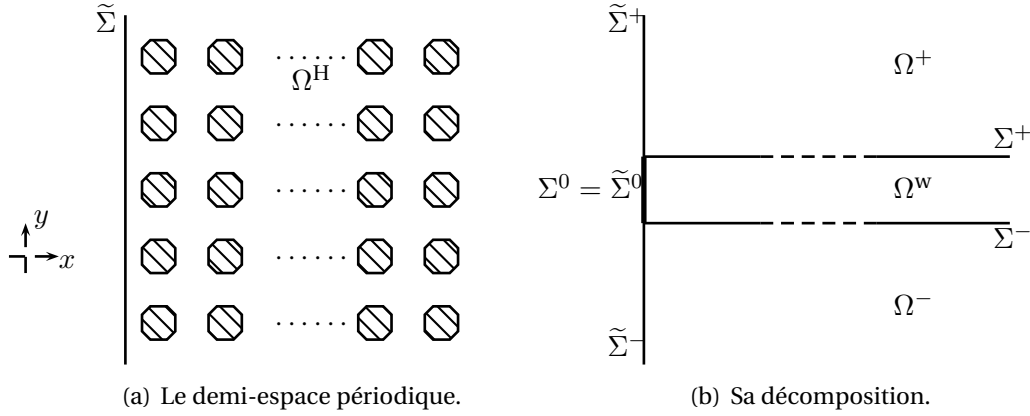 Σ̃
Ω^H
y
x
(a) Le demi-espace périodique.
Σ̃^+
Ω^+
Σ^+
Σ^0 = Σ̃^0
Ω^w
Σ^-
Ω^-
Σ̃^-
(b) Sa décomposition.